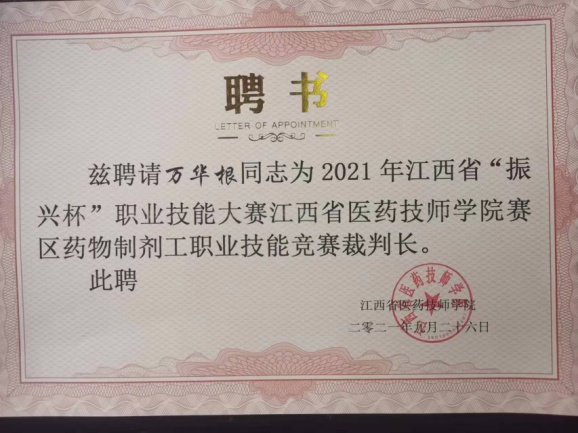 聘书
LETTER OF APPOINTMENT
兹聘请万华根同志为2021年江西省“振
兴杯”职业技能大赛江西省医药技师学院赛
区药物制剂工职业技能竞赛裁判长。
此聘
江西省医药技师学院
二零二一年九月二十六日